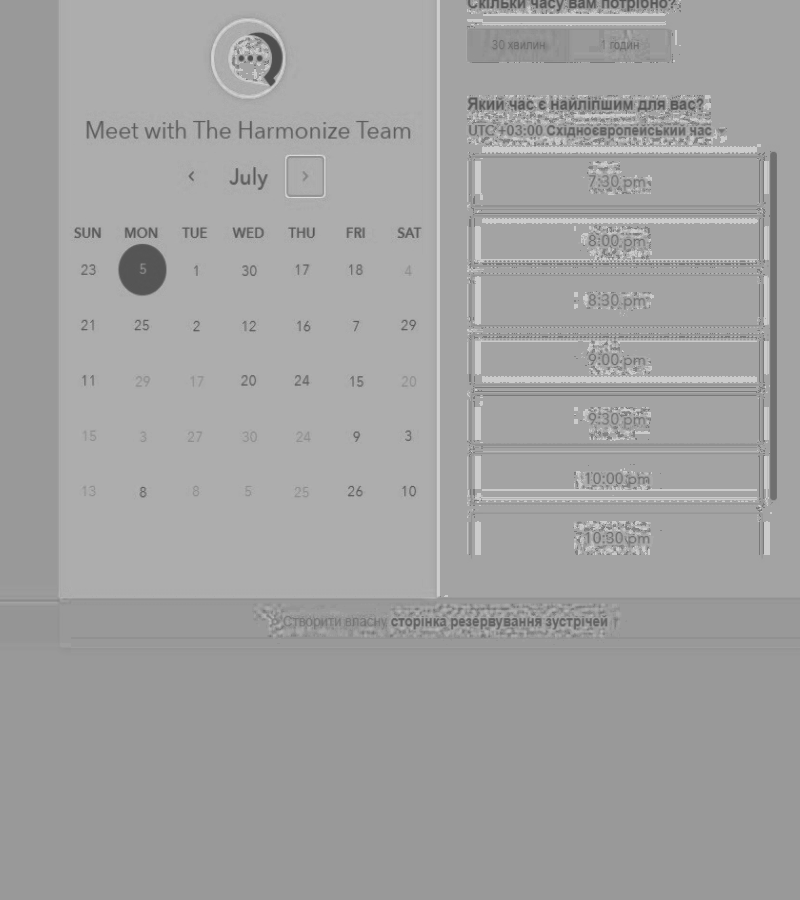 Meet with The Harmonize Team
July
SUN MON TUE WED THU FRI SAT
23 5 1 30 17 18 4
21 25 2 12 16 7 29
11 29 17 20 24 15 20
15 3 27 30 24 9 3
13 8 8 5 25 26 10
Скільки часу вам потрібно?
30 хвилин 1 годин
Який час є найліпшим для вас?
UTC +03:00 Східноєвропейський час
7:30 pm
8:00 pm
8:30 pm
9:00 pm
9:30 pm
10:00 pm
10:30 pm
Створити власну сторінка резервування зустрічей